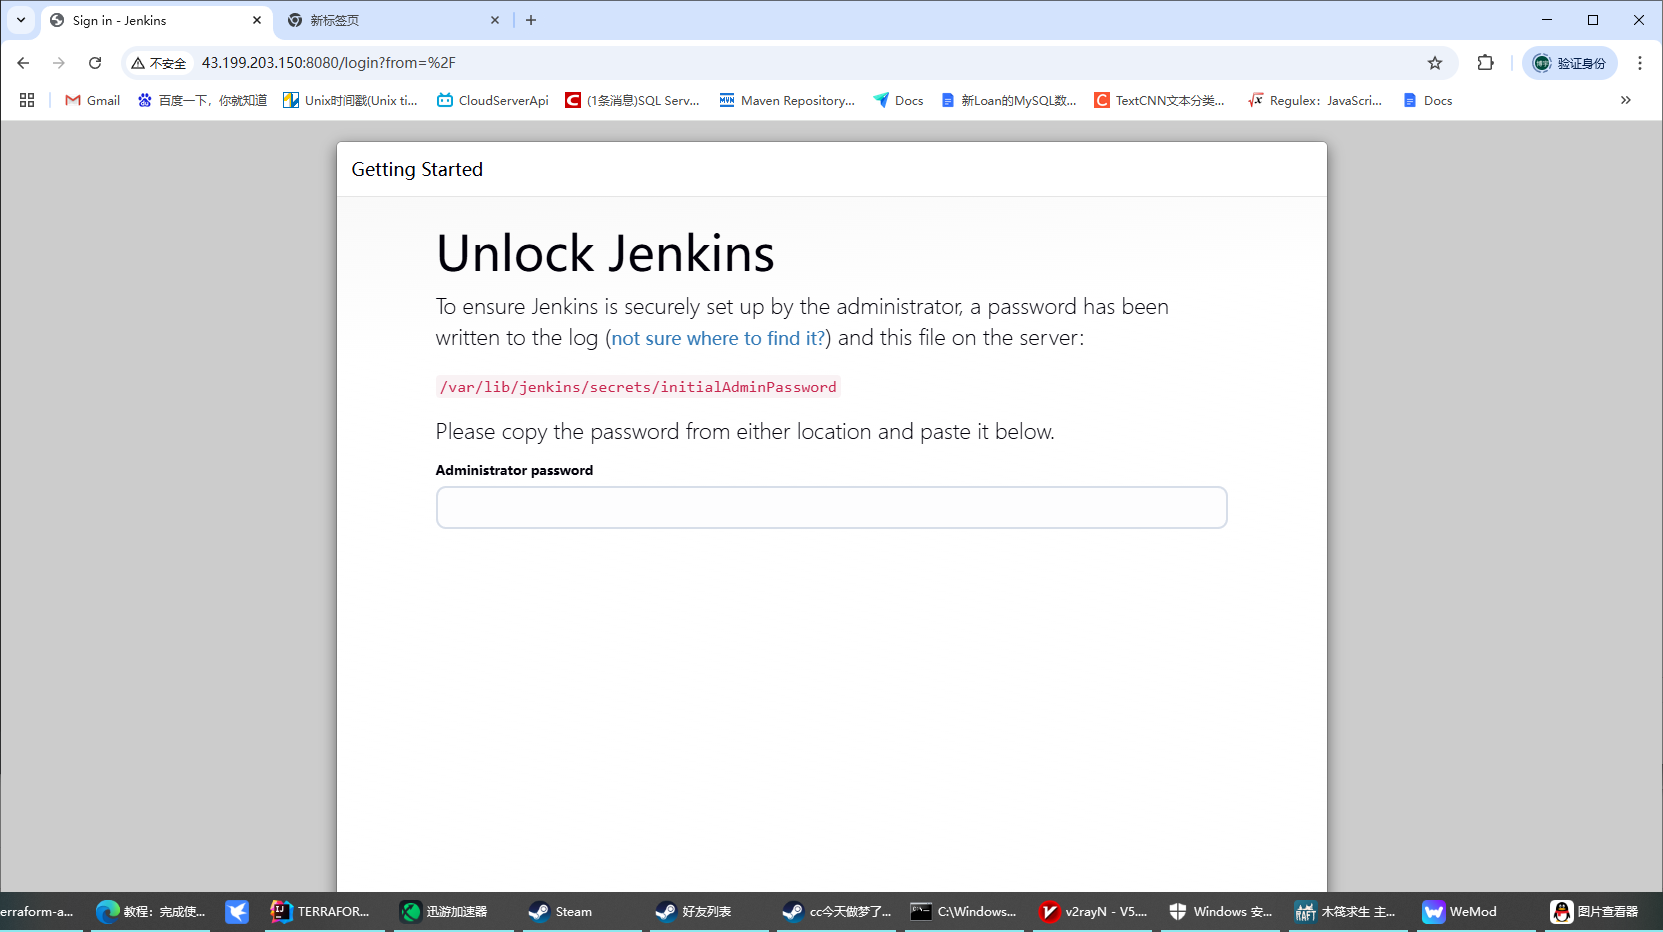 Sign in - Jenkins
新标签页
不安全
43.199.203.150:8080/login?from=%2F
验证身份
Gmail
百度一下，你就知道
Unix时间戳(Unix ti...
CloudServerApi
(1条消息)SQL Serv...
Maven Repository...
Docs
新Loan的MySQL数...
TextCNN文本分类...
Regulex：JavaScri...
Docs
Getting Started
Unlock Jenkins
To ensure Jenkins is securely set up by the administrator, a password has been
written to the log (not sure where to find it?) and this file on the server:
/var/lib/jenkins/secrets/initialAdminPassword
Please copy the password from either location and paste it below.
Administrator password
erraform-a...
教程：完成使...
TERRAFOR...
迅游加速器
Steam
好友列表
cc今天做梦了...
C:\Windows...
v2rayN - V5....
Windows 安...
RAFT
木筏求生 主...
WeMod
图片查看器